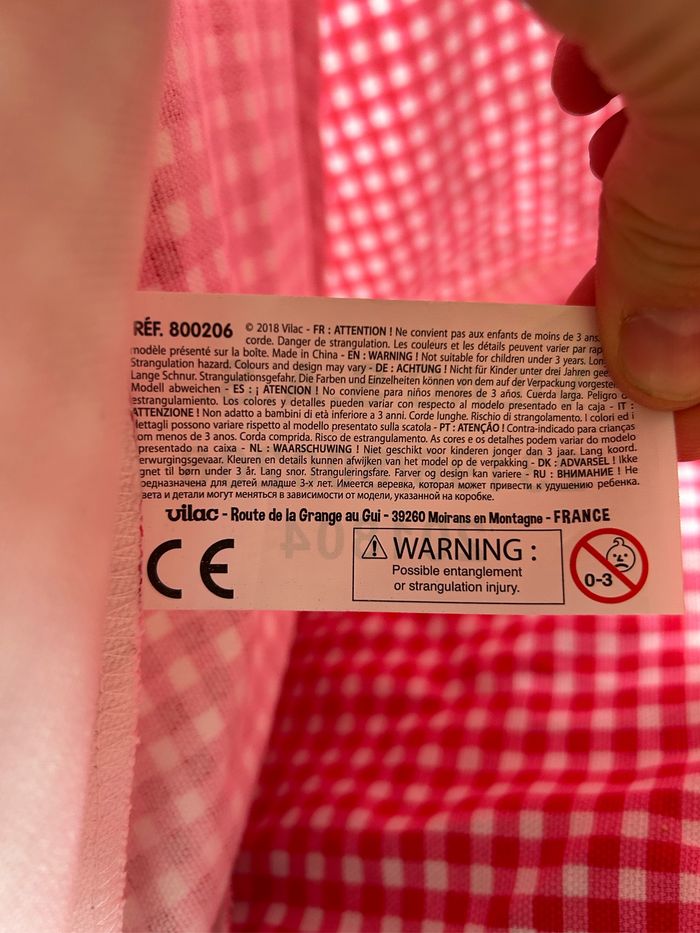 RÉF. 800206
© 2018 Vilac - FR : ATTENTION ! Ne convient pas aux enfants de moins de 3 ans.
corde. Danger de strangulation. Les couleurs et les détails peuvent varier par
modèle présenté sur la boîte. Made in China - EN : WARNING ! Not suitable for children under 3 years.
Strangulation hazard. Colours and design may vary - DE : ACHTUNG ! Nicht für Kinder unter drei Jahren
Lange Schnur. Strangulationsgefahr. Die Farben und Einzelheiten können von dem auf der Verpackung
Modell abweichen - ES : ¡ ATENCION ! No conviene para niños menores de 3 años. Cuerda larga. Peligro
estrangulamiento. Los colores y detalles pueden variar con respecto al modelo presentado en la caja - IT :
ATTENZIONE ! Non adatto a bambini di età inferiore a 3 anni. Corde lunghe. Rischio di strangolamento. I colori ed i
dettagli possono variare rispetto al modello presentato sulla scatola - PT : ATENÇÃO ! Contra-indicado para crianças
com menos de 3 anos. Corda comprida. Risco de estrangulamento. As cores e os detalhes podem variar do modelo
presentado na caixa - NL : WAARSCHUWING ! Niet geschikt voor kinderen jonger dan 3 jaar. Lang koord.
erwurgingsgevaar. Kleuren en details kunnen afwijken van het model op de verpakking - DK : ADVARSEL ! Ikke
gnet til børn under 3 år. Lang snor. Stranguleringsfare. Farver og design kan variere - RU : ВНИМАНИЕ ! Не
редназначена для детей младше 3-х лет. Имеется веревка, которая может привести к удушению ребенка.
вета и детали могут меняться в зависимости от модели, указанной на коробке.
vilac - Route de la Grange au Gui - 39260 Moirans en Montagne - FRANCE
CE
WARNING :
Possible entanglement
or strangulation injury.
0-3